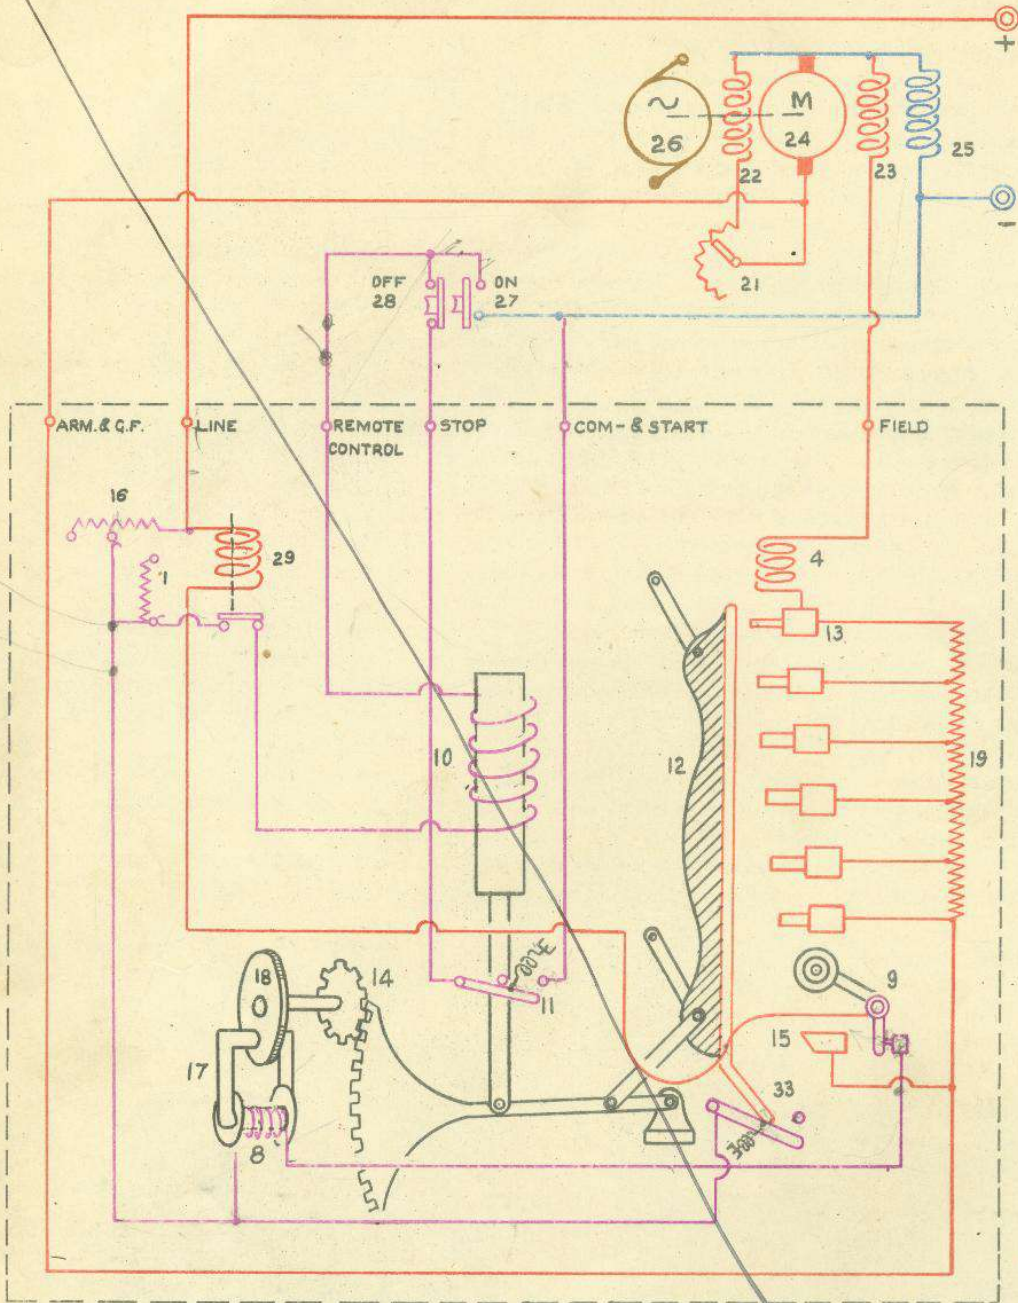 +
~
26
M
24
22
23
25
−
21
OFF
28
ON
27
ARM. & G.F.
LINE
REMOTE
CONTROL
STOP
COM- & START
FIELD
16
1
29
4
13
10
12
19
18
14
11
9
15
17
33
8